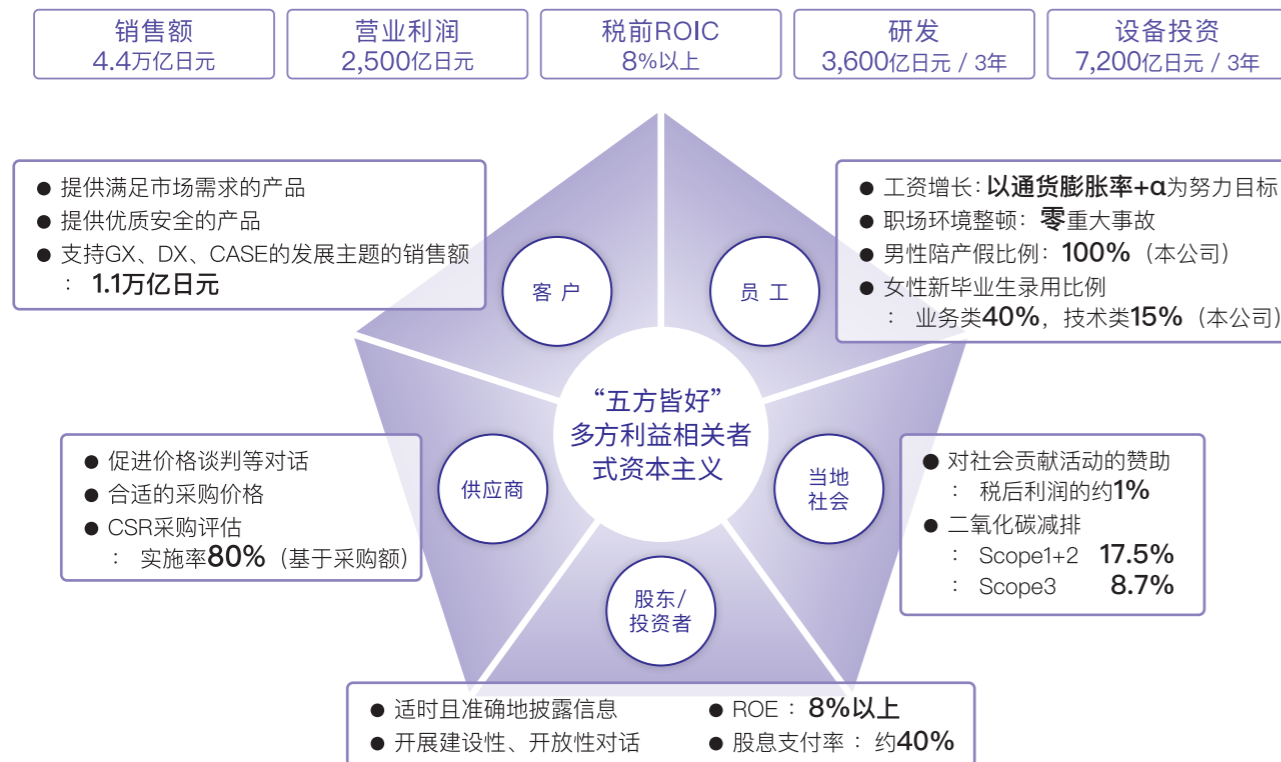 销售额
4.4万亿日元
营业利润
2,500亿日元
税前ROIC
8%以上
研发
3,600亿日元 / 3年
设备投资
7,200亿日元 / 3年
● 提供满足市场需求的产品
● 提供优质安全的产品
● 支持GX、DX、CASE的发展主题的销售额
： 1.1万亿日元
客 户
员 工
● 工资增长：以通货膨胀率+α为努力目标
● 职场环境整顿：零重大事故
● 男性陪产假比例：100%（本公司）
● 女性新毕业生录用比例
： 业务类40%，技术类15%（本公司）
“五方皆好”
多方利益相关者
式资本主义
● 促进价格谈判等对话
● 合适的采购价格
● CSR采购评估
： 实施率80%（基于采购额）
供应商
当地
社会
● 对社会贡献活动的赞助
： 税后利润的约1%
● 二氧化碳减排
： Scope1+2 17.5%
： Scope3 8.7%
股东/
投资者
● 适时且准确地披露信息
● 开展建设性、开放性对话
● ROE：8%以上
● 股息支付率：约40%